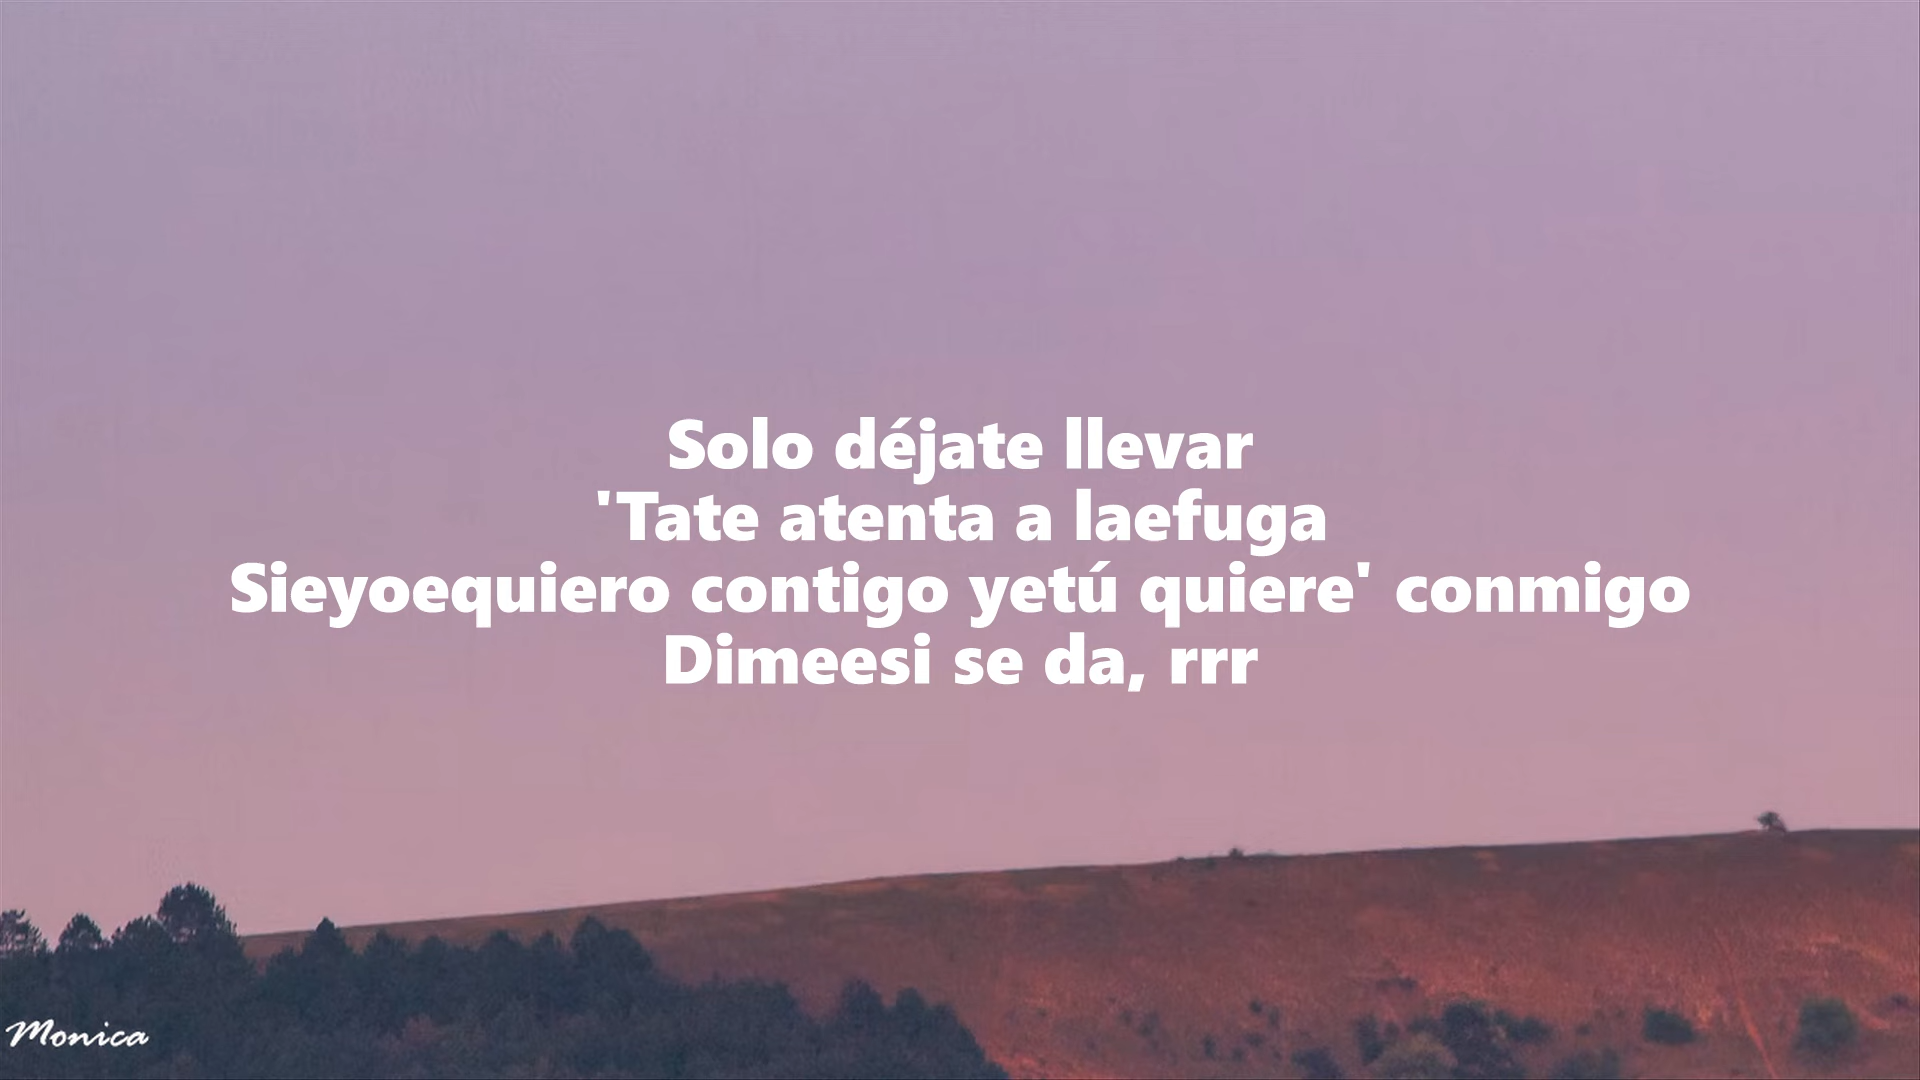 Solo déjate llevar
'Tate atenta a laefuga
Sieyoequiero contigo yetú quiere' conmigo
Dimeesi se da, rrr
Monica